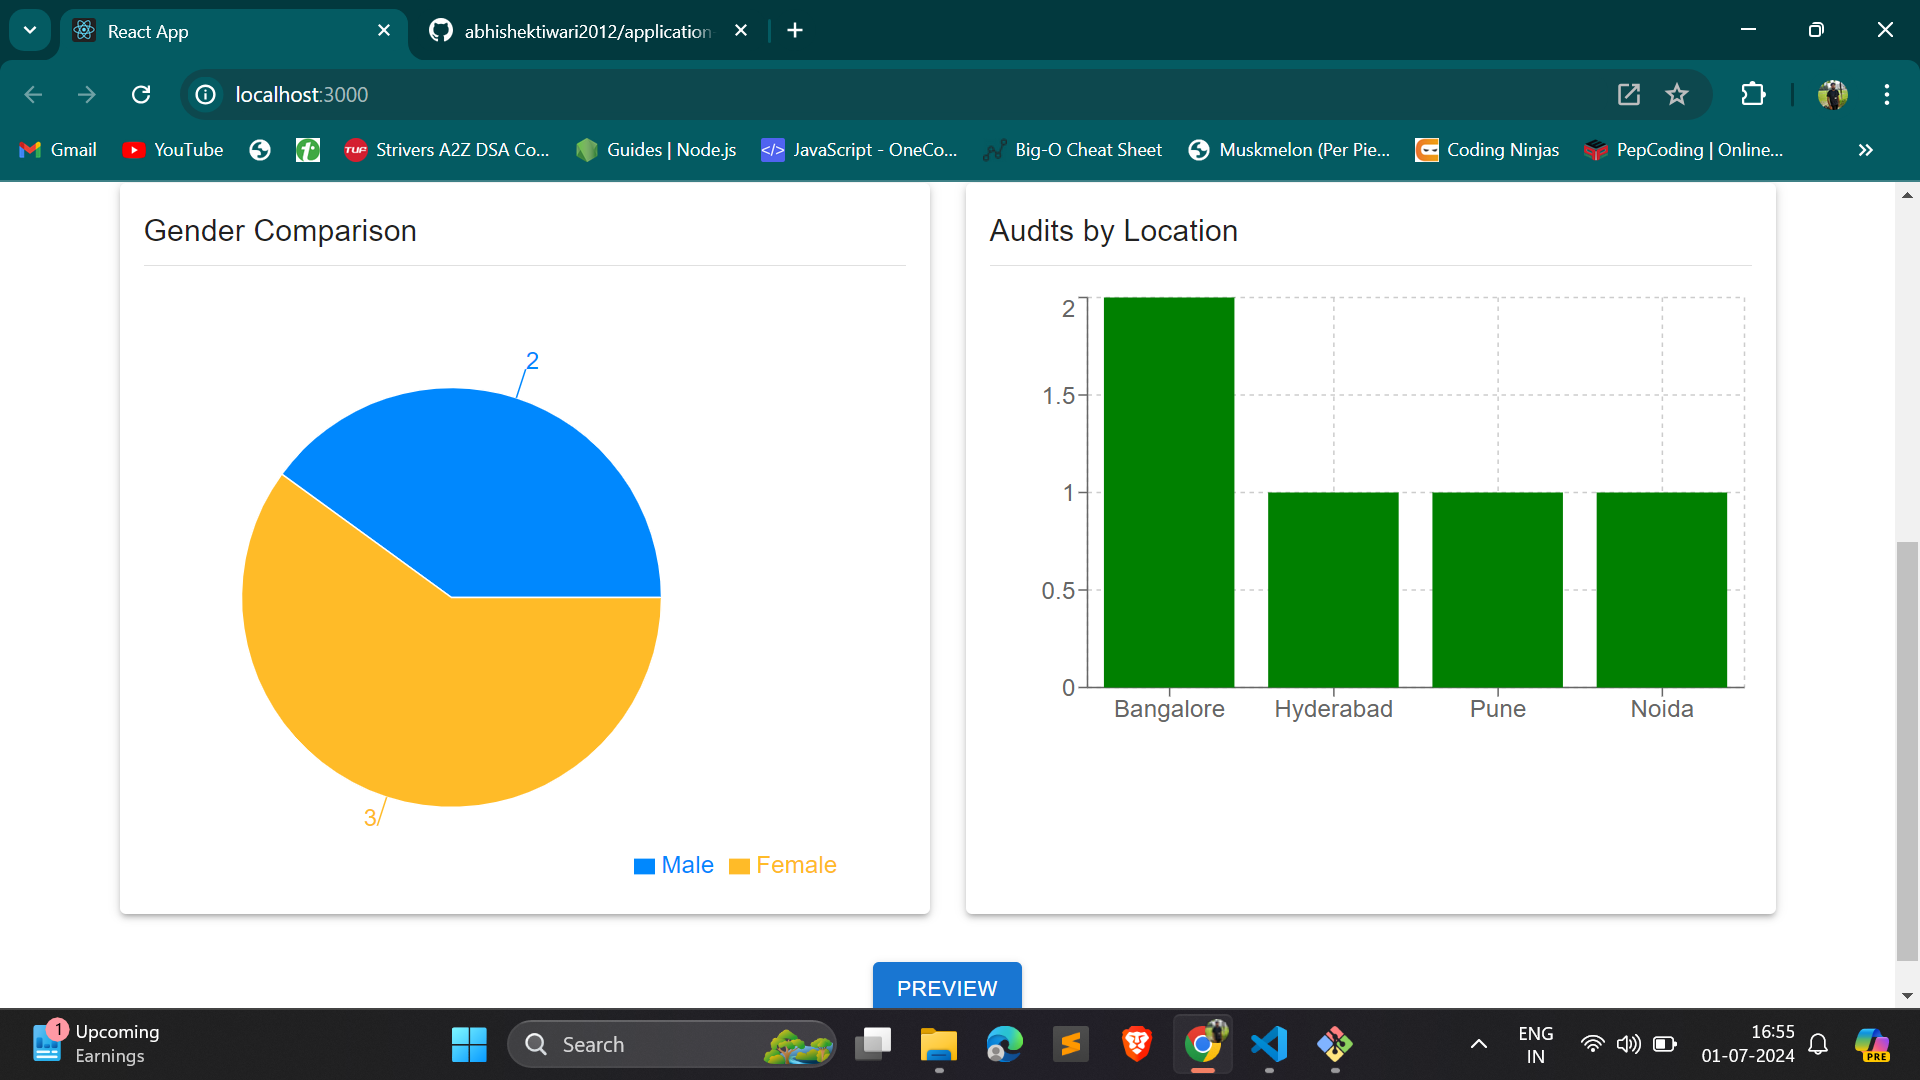 React App
abhishektiwari2012/application
localhost:3000
Gmail
YouTube
TUF
Strivers A2Z DSA Co...
Guides | Node.js
</>
JavaScript - OneCo...
Big-O Cheat Sheet
Muskmelon (Per Pie...
Coding Ninjas
PepCoding | Online...
Gender Comparison
2
3
Male
Female
Audits by Location
2
1.5
1
0.5
0
Bangalore
Hyderabad
Pune
Noida
PREVIEW
1
Upcoming
Earnings
Search
ENG
IN
16:55
01-07-2024
PRE